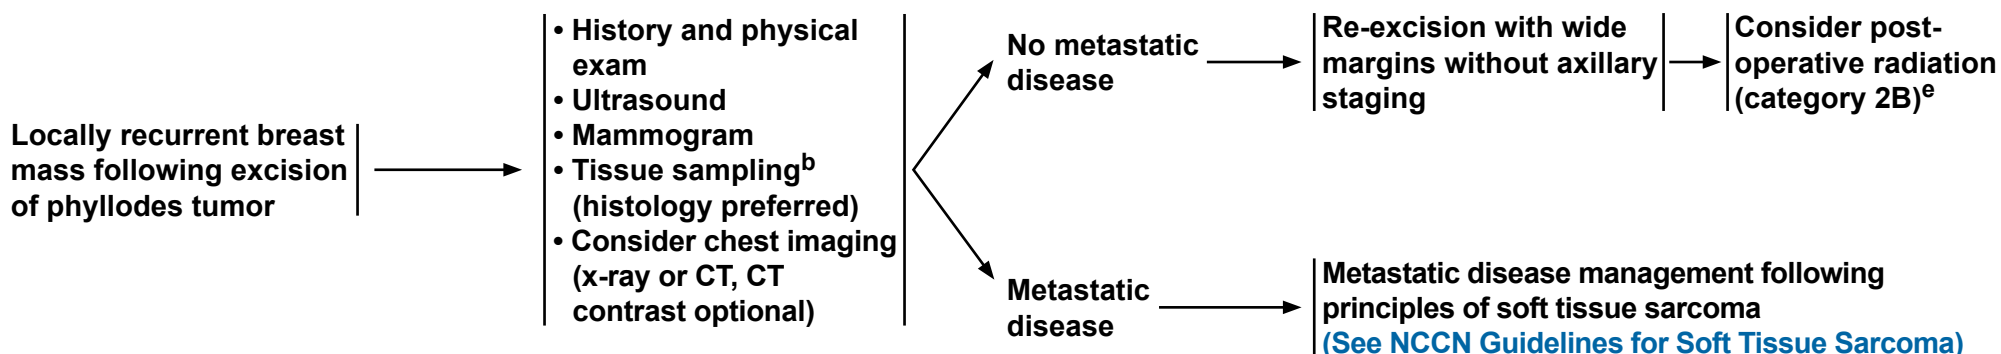 Locally recurrent breast
mass following excision
of phyllodes tumor
• History and physical
exam
• Ultrasound
• Mammogram
• Tissue samplingb
(histology preferred)
• Consider chest imaging
(x-ray or CT, CT
contrast optional)
No metastatic
disease
Re-excision with wide
margins without axillary
staging
Consider post-
operative radiation
(category 2B)e
Metastatic
disease
Metastatic disease management following
principles of soft tissue sarcoma
(See NCCN Guidelines for Soft Tissue Sarcoma)